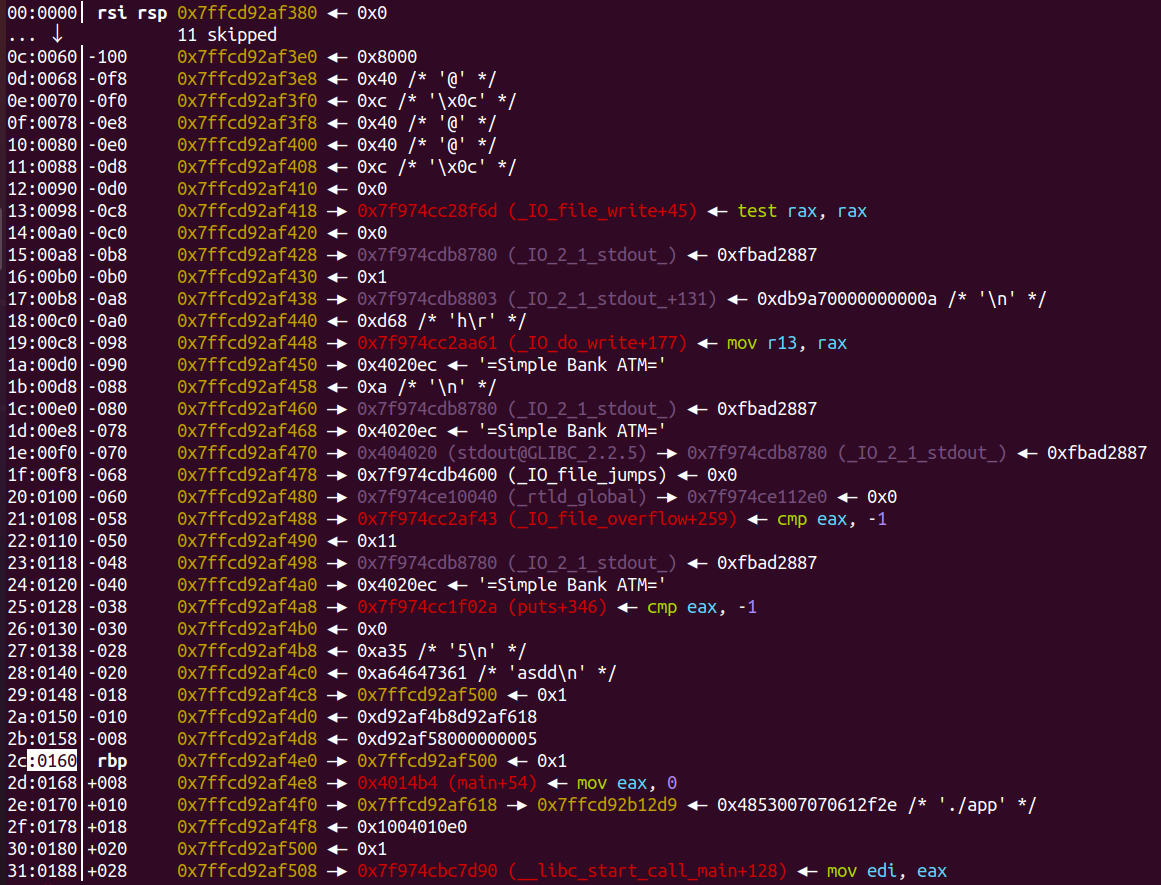 00:0000│ rsi rsp 0x7ffcd92af380 ◂— 0x0
... ↓ 11 skipped
0c:0060│-100 0x7ffcd92af3e0 ◂— 0x8000
0d:0068│-0f8 0x7ffcd92af3e8 ◂— 0x40 /* '@' */
0e:0070│-0f0 0x7ffcd92af3f0 ◂— 0xc /* '\x0c' */
0f:0078│-0e8 0x7ffcd92af3f8 ◂— 0x40 /* '@' */
10:0080│-0e0 0x7ffcd92af400 ◂— 0x40 /* '@' */
11:0088│-0d8 0x7ffcd92af408 ◂— 0xc /* '\x0c' */
12:0090│-0d0 0x7ffcd92af410 ◂— 0x0
13:0098│-0c8 0x7ffcd92af418 —▸ 0x7f974cc28f6d (_IO_file_write+45) ◂— test rax, rax
14:00a0│-0c0 0x7ffcd92af420 ◂— 0x0
15:00a8│-0b8 0x7ffcd92af428 —▸ 0x7f974cdb8780 (_IO_2_1_stdout_) ◂— 0xfbad2887
16:00b0│-0b0 0x7ffcd92af430 ◂— 0x1
17:00b8│-0a8 0x7ffcd92af438 —▸ 0x7f974cdb8803 (_IO_2_1_stdout_+131) ◂— 0xdb9a70000000000a /* '\n' */
18:00c0│-0a0 0x7ffcd92af440 ◂— 0xd68 /* 'h\r' */
19:00c8│-098 0x7ffcd92af448 —▸ 0x7f974cc2aa61 (_IO_do_write+177) ◂— mov r13, rax
1a:00d0│-090 0x7ffcd92af450 —▸ 0x4020ec ◂— '=Simple Bank ATM='
1b:00d8│-088 0x7ffcd92af458 ◂— 0xa /* '\n' */
1c:00e0│-080 0x7ffcd92af460 —▸ 0x7f974cdb8780 (_IO_2_1_stdout_) ◂— 0xfbad2887
1d:00e8│-078 0x7ffcd92af468 —▸ 0x4020ec ◂— '=Simple Bank ATM='
1e:00f0│-070 0x7ffcd92af470 —▸ 0x404020 (stdout@GLIBC_2.2.5) —▸ 0x7f974cdb8780 (_IO_2_1_stdout_) ◂— 0xfbad2887
1f:00f8│-068 0x7ffcd92af478 —▸ 0x7f974cdb4600 (_IO_file_jumps) ◂— 0x0
20:0100│-060 0x7ffcd92af480 —▸ 0x7f974ce10040 (_rtld_global) —▸ 0x7f974ce112e0 ◂— 0x0
21:0108│-058 0x7ffcd92af488 —▸ 0x7f974cc2af43 (_IO_file_overflow+259) ◂— cmp eax, -1
22:0110│-050 0x7ffcd92af490 ◂— 0x11
23:0118│-048 0x7ffcd92af498 —▸ 0x7f974cdb8780 (_IO_2_1_stdout_) ◂— 0xfbad2887
24:0120│-040 0x7ffcd92af4a0 —▸ 0x4020ec ◂— '=Simple Bank ATM='
25:0128│-038 0x7ffcd92af4a8 —▸ 0x7f974cc1f02a (puts+346) ◂— cmp eax, -1
26:0130│-030 0x7ffcd92af4b0 ◂— 0x0
27:0138│-028 0x7ffcd92af4b8 ◂— 0xa35 /* '5\n' */
28:0140│-020 0x7ffcd92af4c0 ◂— 0xa64647361 /* 'asdd\n' */
29:0148│-018 0x7ffcd92af4c8 —▸ 0x7ffcd92af500 ◂— 0x1
2a:0150│-010 0x7ffcd92af4d0 ◂— 0xd92af4b8d92af618
2b:0158│-008 0x7ffcd92af4d8 ◂— 0xd92af58000000005
2c:0160│ rbp 0x7ffcd92af4e0 —▸ 0x7ffcd92af500 ◂— 0x1
2d:0168│+008 0x7ffcd92af4e8 —▸ 0x4014b4 (main+54) ◂— mov eax, 0
2e:0170│+010 0x7ffcd92af4f0 —▸ 0x7ffcd92af618 —▸ 0x7ffcd92b12d9 ◂— 0x4853007070612f2e /* './app' */
2f:0178│+018 0x7ffcd92af4f8 ◂— 0x1004010e0
30:0180│+020 0x7ffcd92af500 ◂— 0x1
31:0188│+028 0x7ffcd92af508 —▸ 0x7f974cbc7d90 (__libc_start_call_main+128) ◂— mov edi, eax